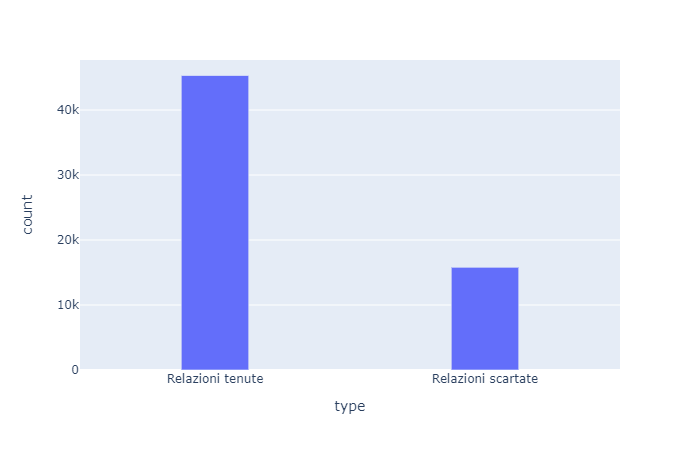 40k
30k
20k
10k
0
count
Relazioni tenute
Relazioni scartate
type